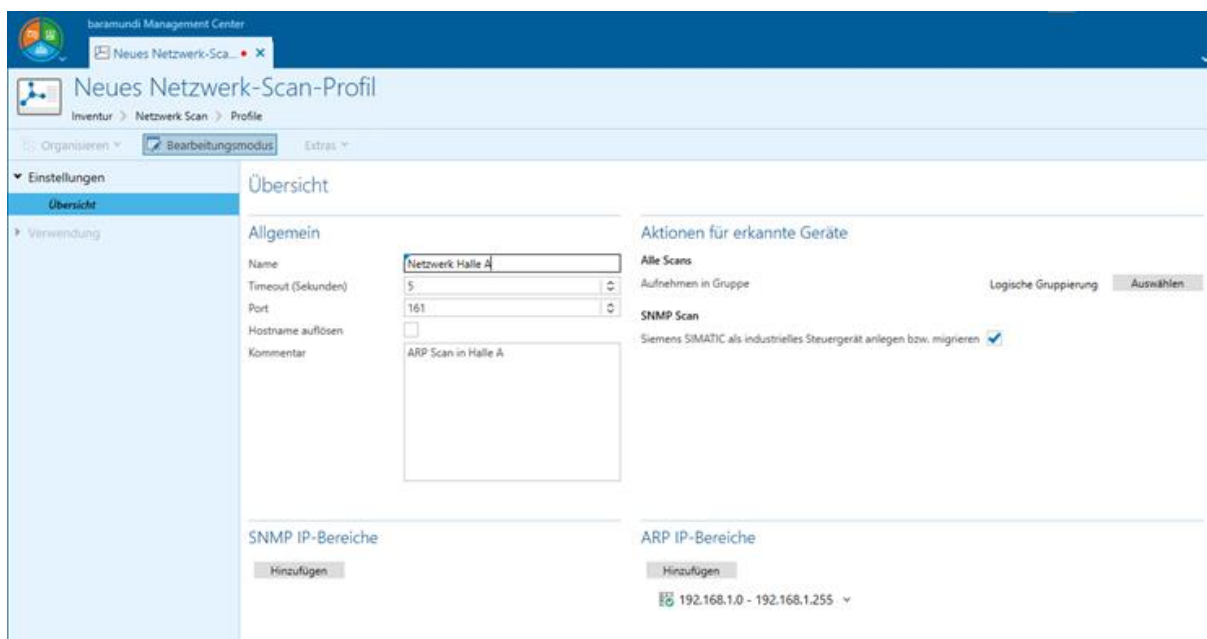 baramundi Management Center
Neues Netzwerk-Sca...
Neues Netzwerk-Scan-Profil
Inventur > Netzwerk Scan > Profile
Organisieren
Bearbeitungsmodus
Extras
Einstellungen
Übersicht
Verwendung
Übersicht
Allgemein
Name
Netzwerk Halle A
Timeout (Sekunden)
5
Port
161
Hostname auflösen
Kommentar
ARP Scan in Halle A
Aktionen für erkannte Geräte
Alle Scans
Aufnehmen in Gruppe
Logische Gruppierung
Auswählen
SNMP Scan
Siemens SIMATIC als industrielles Steuergerät anlegen bzw. migrieren
SNMP IP-Bereiche
Hinzufügen
ARP IP-Bereiche
Hinzufügen
192.168.1.0 - 192.168.1.255